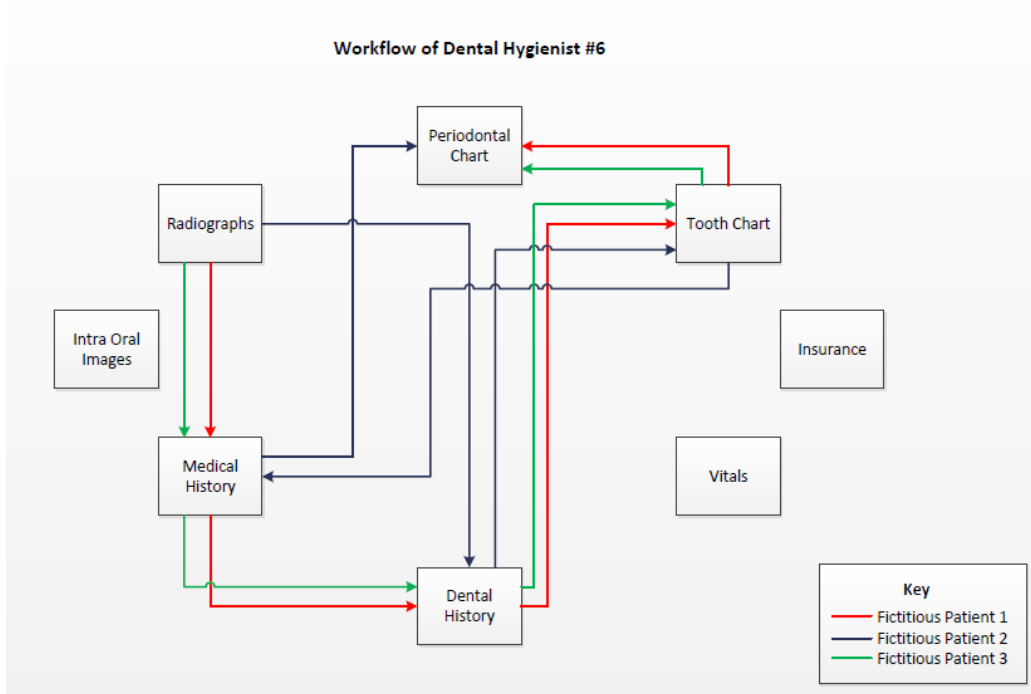 Workflow of Dental Hygienist #6
Periodontal
Chart
Radiographs
Tooth Chart
Intra Oral
Images
Insurance
Medical
History
Vitals
Dental
History
Key
Fictitious Patient 1
Fictitious Patient 2
Fictitious Patient 3